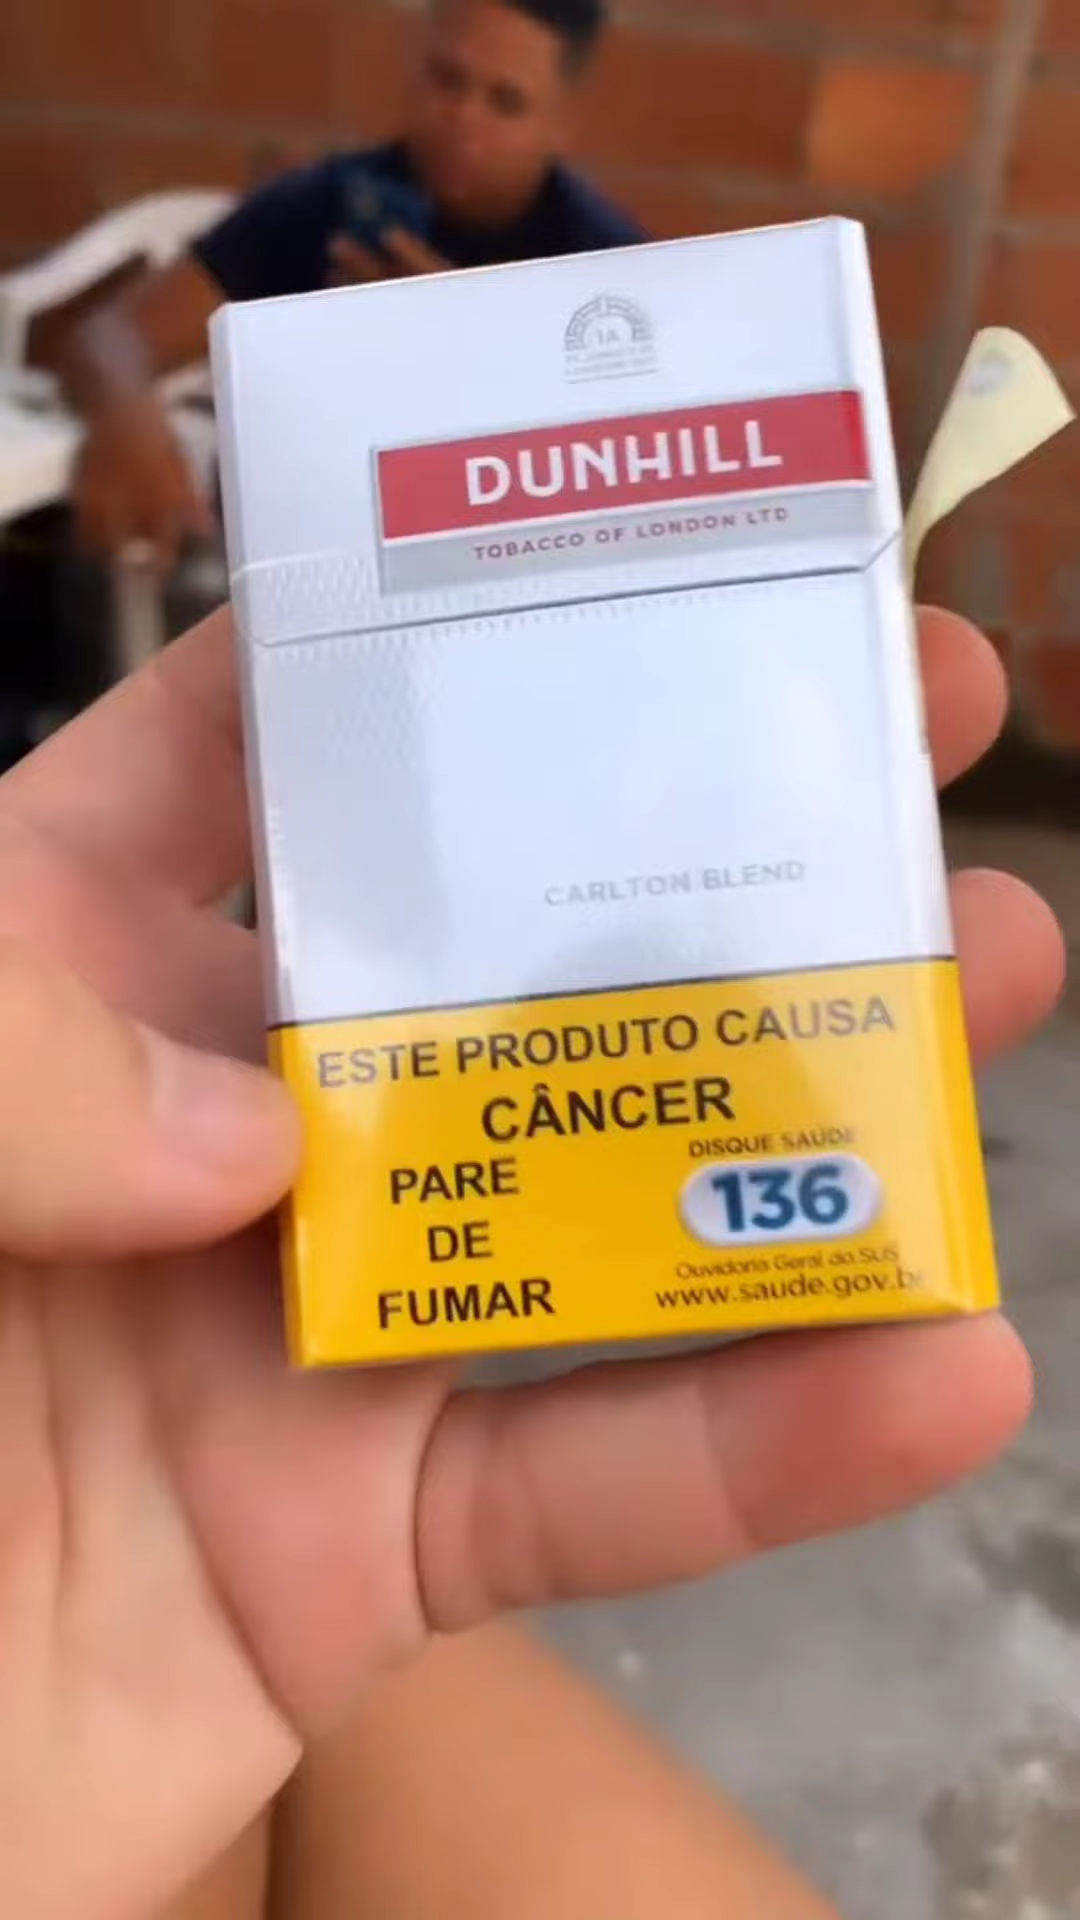 1A
DUNHILL
TOBACCO OF LONDON LTD
CARLTON BLEND
ESTE PRODUTO CAUSA
CÂNCER
PARE
DE
FUMAR
DISQUE SAÚDE
136
Ouvidoria Geral do SUS
www.saude.gov.br